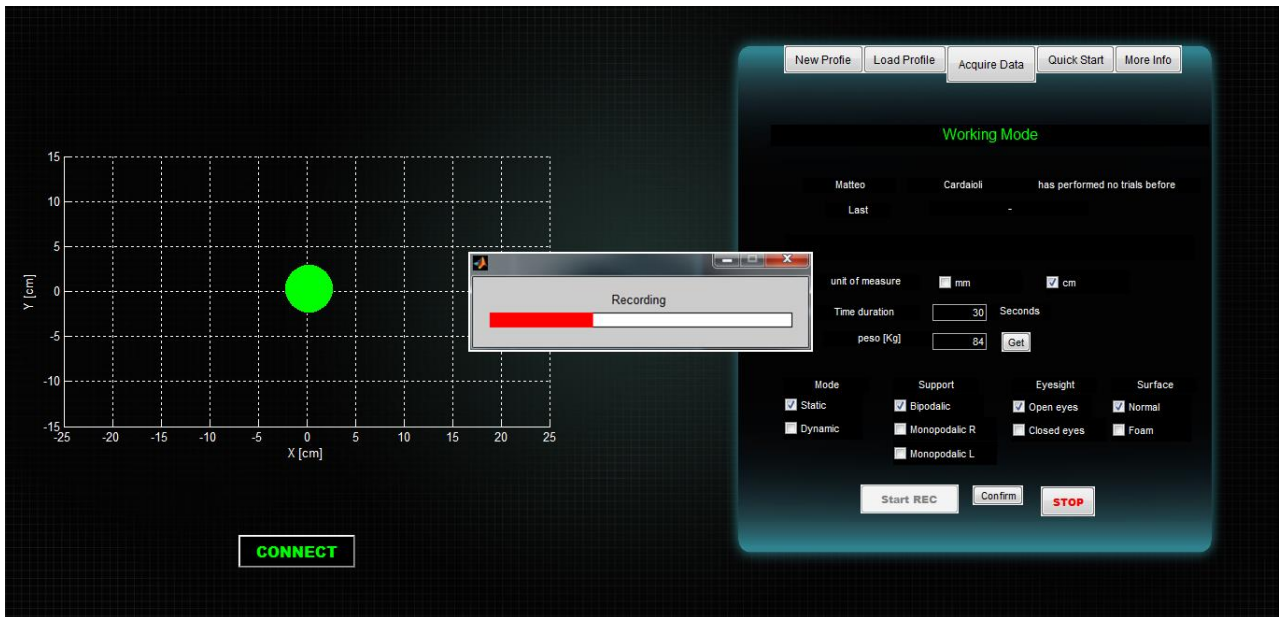 New Profie Load Profile Acquire Data Quick Start More Info
Working Mode
Matteo Cardaioli has performed no trials before
Last -
unit of measure mm cm
Time duration 30 Seconds
peso [Kg] 84 Get
Mode Support Eyesight Surface
Static Bipodalic Open eyes Normal
Dynamic Monopodalic R Closed eyes Foam
Monopodalic L
Start REC Confirm STOP
Recording
15
10
5
0
-5
-10
-15
Y [cm]
-25 -20 -15 -10 -5 0 5 10 15 20 25
X [cm]
CONNECT